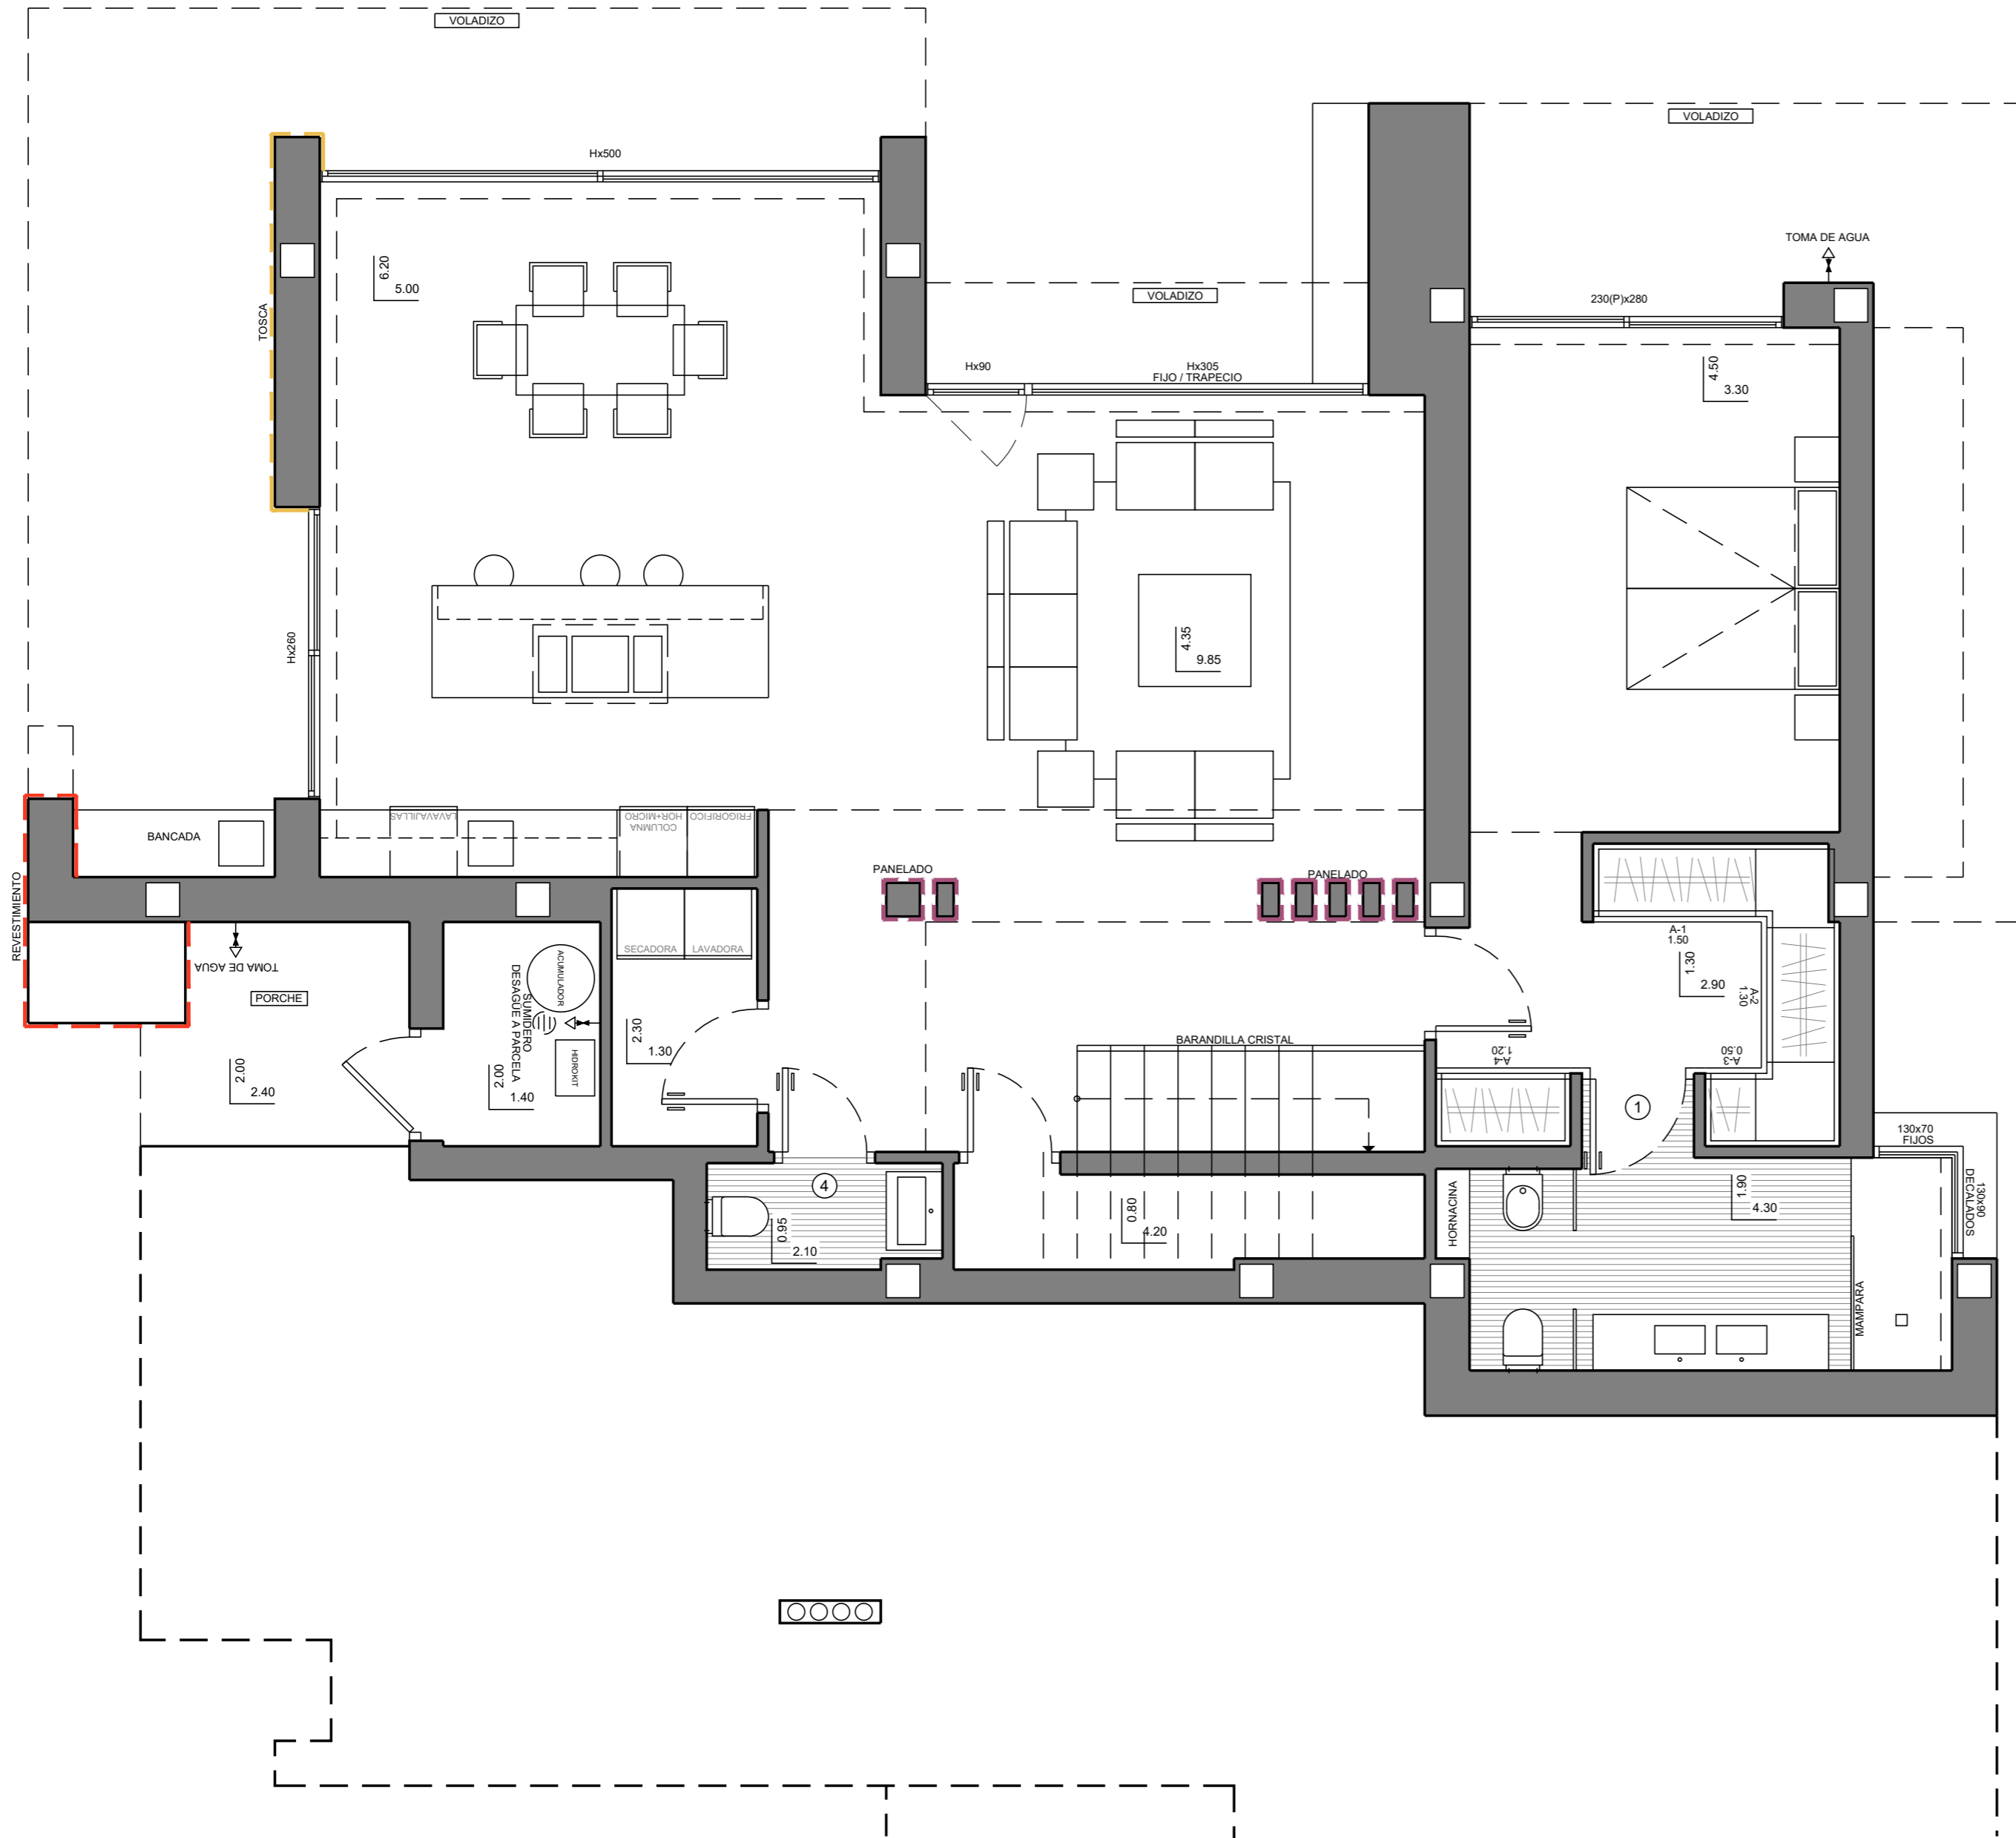 VOLADIZO
VOLADIZO
Hx500
TOMA DE AGUA
6.20
5.00
VOLADIZO
230(P)x280
TOSCA
Hx90
Hx305
FIJO / TRAPECIO
4.50
3.30
Hx260
4.35
9.85
BANCADA
LAVAVAJILLAS
COLUMNA
HOR+MICRO
FRIGORIFICO
PANELADO
PANELADO
REVESTIMIENTO
TOMA DE AGUA
PORCHE
SECADORA
LAVADORA
ACUMULADOR
SUMIDERO
DESAGÜE A PARCELA
HIDROKIT
A-1
1.50
1.30
2.90
A-2
1.30
2.30
1.30
BARANDILLA CRISTAL
A-4
1.20
A-3
0.50
2.00
2.40
2.00
1.40
1
130x70
FIJOS
4
HORNACINA
1.90
4.30
130x90
DECALADOS
0.95
2.10
0.80
4.20
MAMPARA